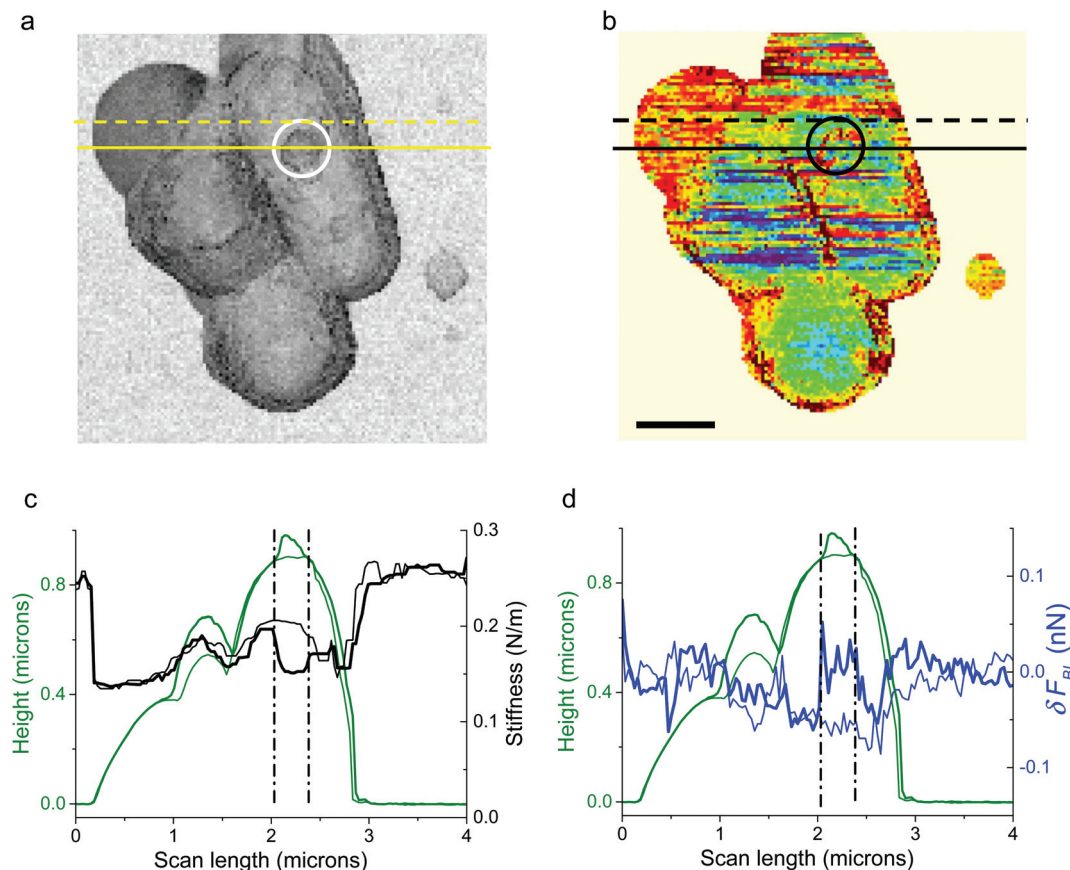 a
b
c
d
Height (microns)
0.8
0.4
0.0
0.3
0.2
0.1
0.0
Stiffness (N/m)
0
1
2
3
4
Scan length (microns)
Height (microns)
0.8
0.4
0.0
0.1
0.0
-0.1
δF_BL (nN)
0
1
2
3
4
Scan length (microns)